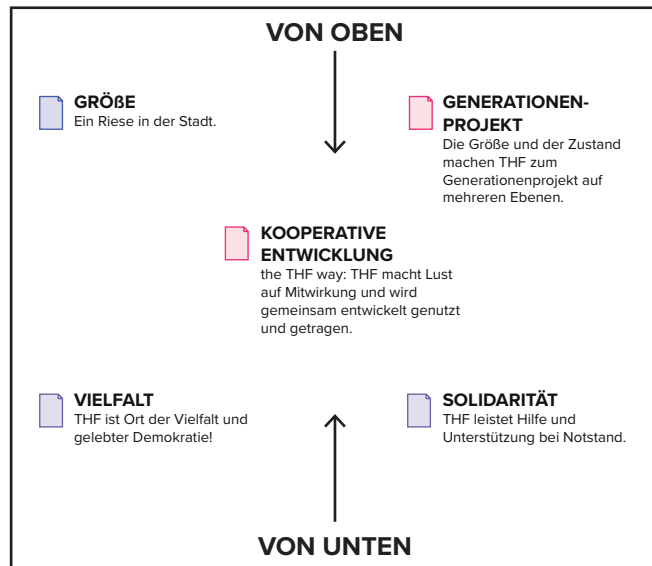 VON OBEN
GRÖẞE
Ein Riese in der Stadt.
GENERATIONEN-
PROJEKT
Die Größe und der Zustand
machen THF zum
Generationenprojekt auf
mehreren Ebenen.
KOOPERATIVE
ENTWICKLUNG
the THF way: THF macht Lust
auf Mitwirkung und wird
gemeinsam entwickelt genutzt
und getragen.
VIELFALT
THF ist Ort der Vielfalt und
gelebter Demokratie!
SOLIDARITÄT
THF leistet Hilfe und
Unterstützung bei Notstand.
VON UNTEN